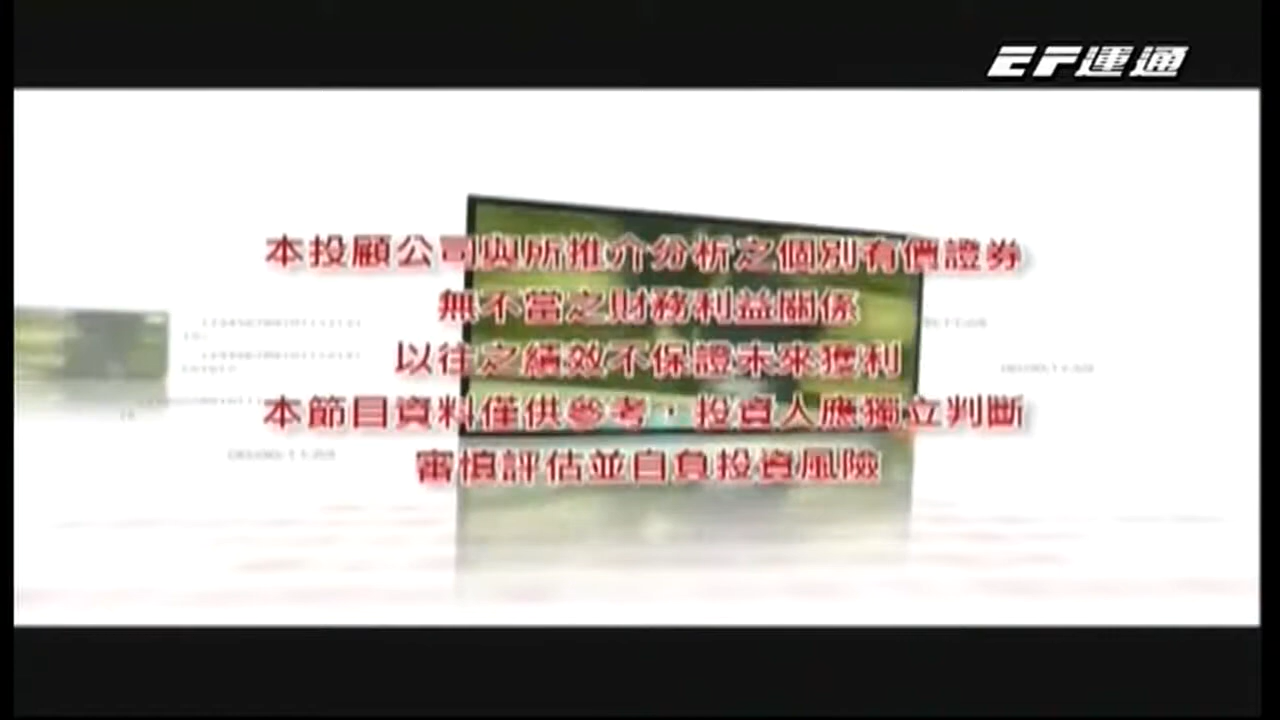 EF運通
本投顧公司與所推介分析之個別有價證券
無不當之財務利益關係
以往之績效不保證未來獲利
本節目資料僅供參考，投資人應獨立判斷
審慎評估並自負投資風險